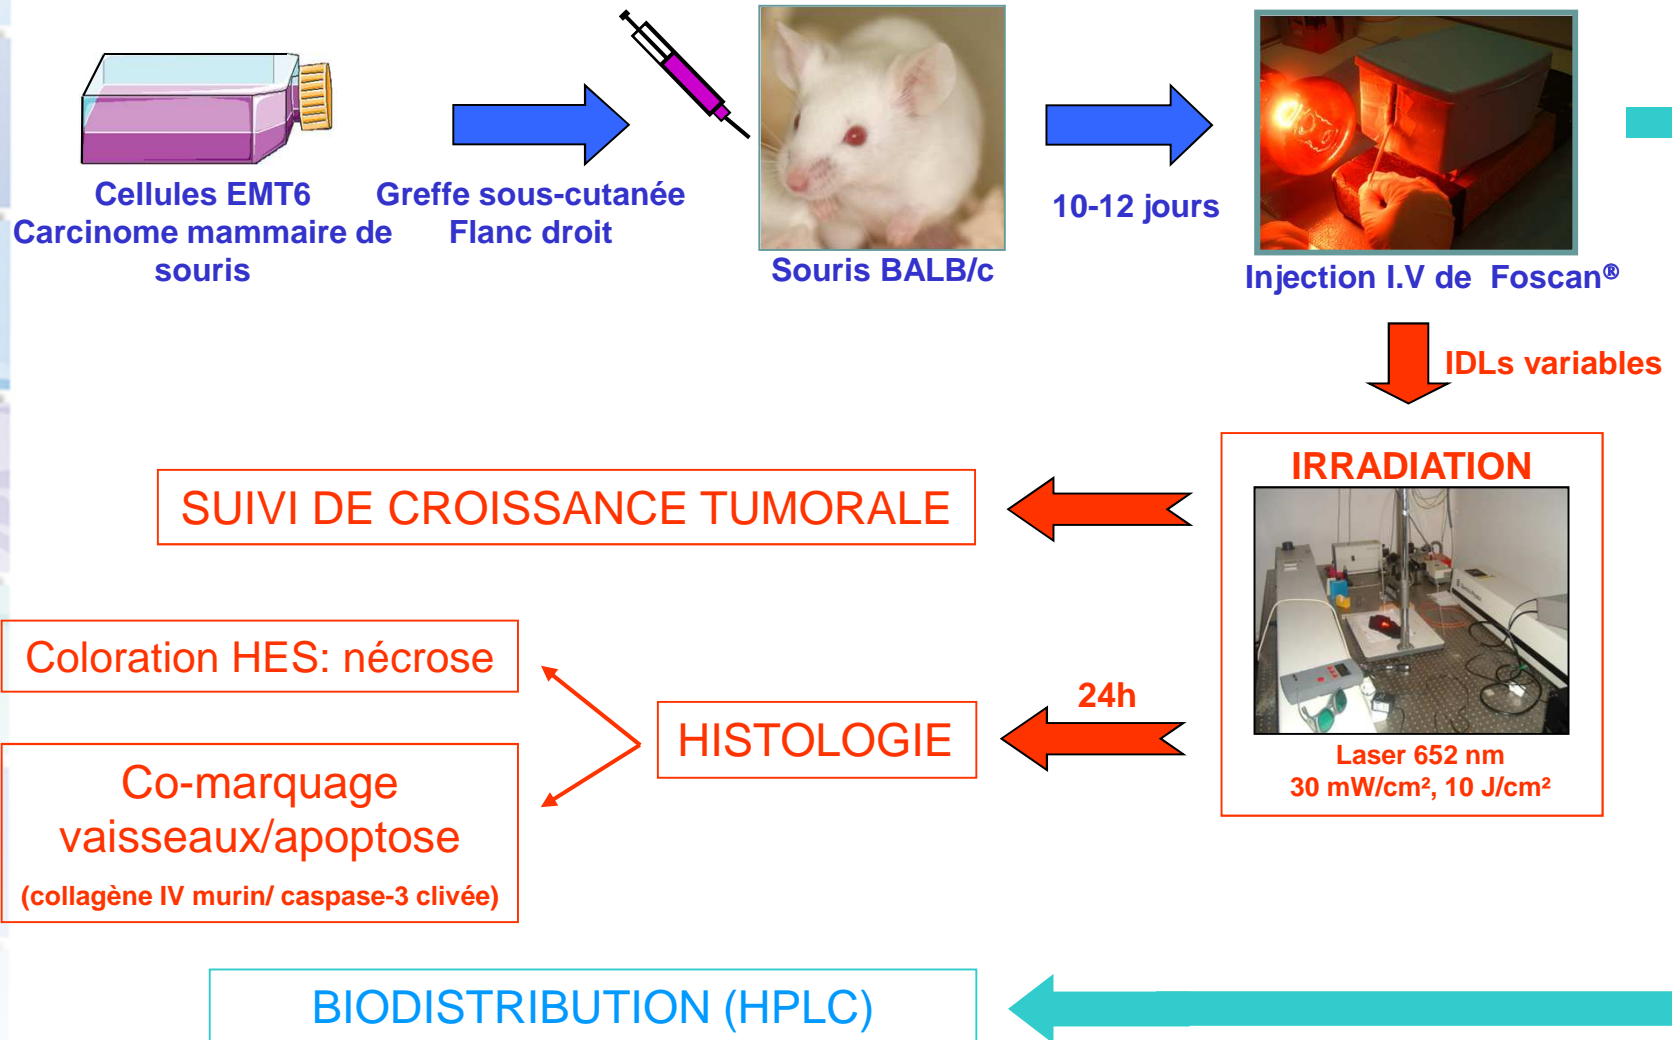 Cellules EMT6
Carcinome mammaire de
souris
Greffe sous-cutanée
Flanc droit
Souris BALB/c
10-12 jours
Injection I.V de Foscan®
IDLs variables
IRRADIATION
Laser 652 nm
30 mW/cm², 10 J/cm²
SUIVI DE CROISSANCE TUMORALE
24h
HISTOLOGIE
Coloration HES: nécrose
Co-marquage
vaisseaux/apoptose
(collagène IV murin/ caspase-3 clivée)
BIODISTRIBUTION (HPLC)